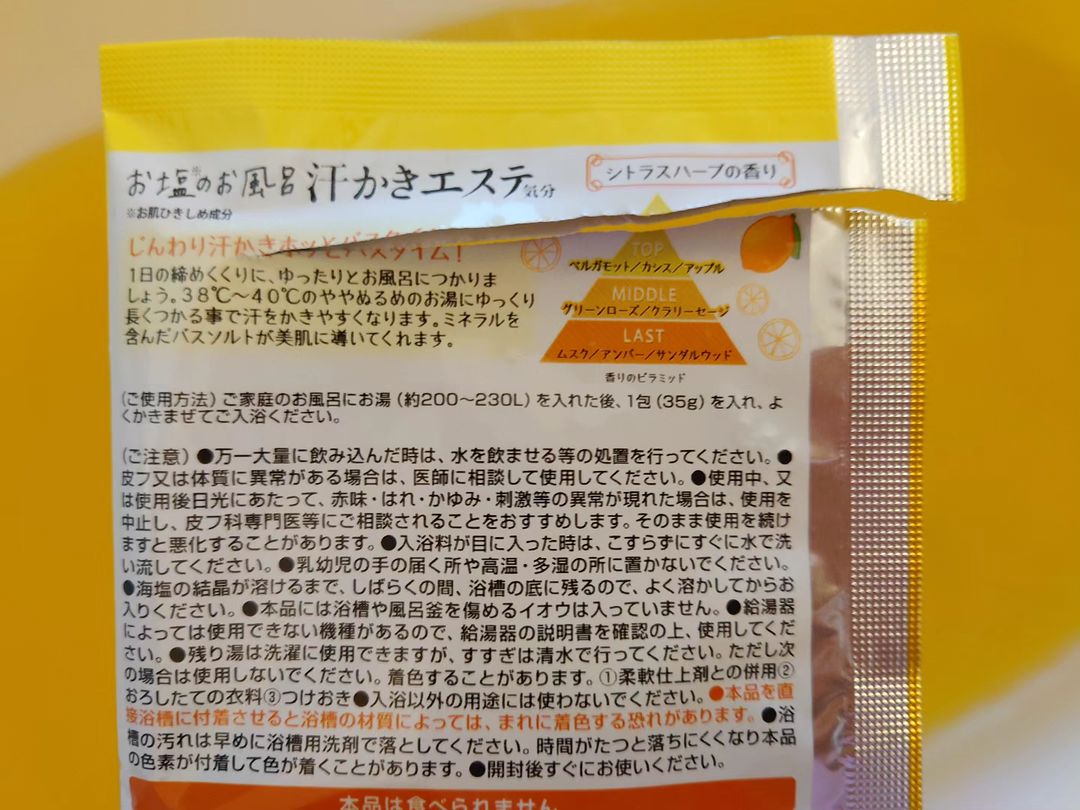 お塩※のお風呂 汗かきエステ気分
シトラスハーブの香り
※お肌ひきしめ成分
じんわり汗かきホッとバスタイム!
1日の締めくくりに、ゆったりとお風呂につかりま
しょう。38℃〜40℃のややぬるめのお湯にゆっくり
長くつかる事で汗をかきやすくなります。ミネラルを
含んだバスソルトが美肌に導いてくれます。
TOP
ベルガモット/カシス/アップル
MIDDLE
グリーンローズ/クラリーセージ
LAST
ムスク/アンバー/サンダルウッド
香りのピラミッド
(ご使用方法)ご家庭のお風呂にお湯(約200〜230L)を入れた後、1包(35g)を入れ、よ
くかきまぜてご入浴ください。
(ご注意)●万一大量に飲み込んだ時は、水を飲ませる等の処置を行ってください。●
皮フ又は体質に異常がある場合は、医師に相談して使用してください。●使用中、又
は使用後日光にあたって、赤味・はれ・かゆみ・刺激等の異常が現れた場合は、使用を
中止し、皮フ科専門医等にご相談されることをおすすめします。そのまま使用を続け
ますと悪化することがあります。●入浴料が目に入った時は、こすらずにすぐに水で洗
い流してください。●乳幼児の手の届く所や高温・多湿の所に置かないでください。
●海塩の結晶が溶けるまで、しばらくの間、浴槽の底に残るので、よく溶かしてからお
入りください。●本品には浴槽や風呂釜を傷めるイオウは入っていません。●給湯器
によっては使用できない機種があるので、給湯器の説明書を確認の上、使用してくだ
さい。●残り湯は洗濯に使用できますが、すすぎは清水で行ってください。ただし次
の場合は使用しないでください。着色することがあります。①柔軟仕上剤との併用②
おろしたての衣料③つけおき●入浴以外の用途には使わないでください。●本品を直
接浴槽に付着させると浴槽の材質によっては、まれに着色する恐れがあります。●浴
槽の汚れは早めに浴槽用洗剤で落としてください。時間がたつと落ちにくくなり本品
の色素が付着して色が着くことがあります。●開封後すぐにお使いください。
本品は食べられません